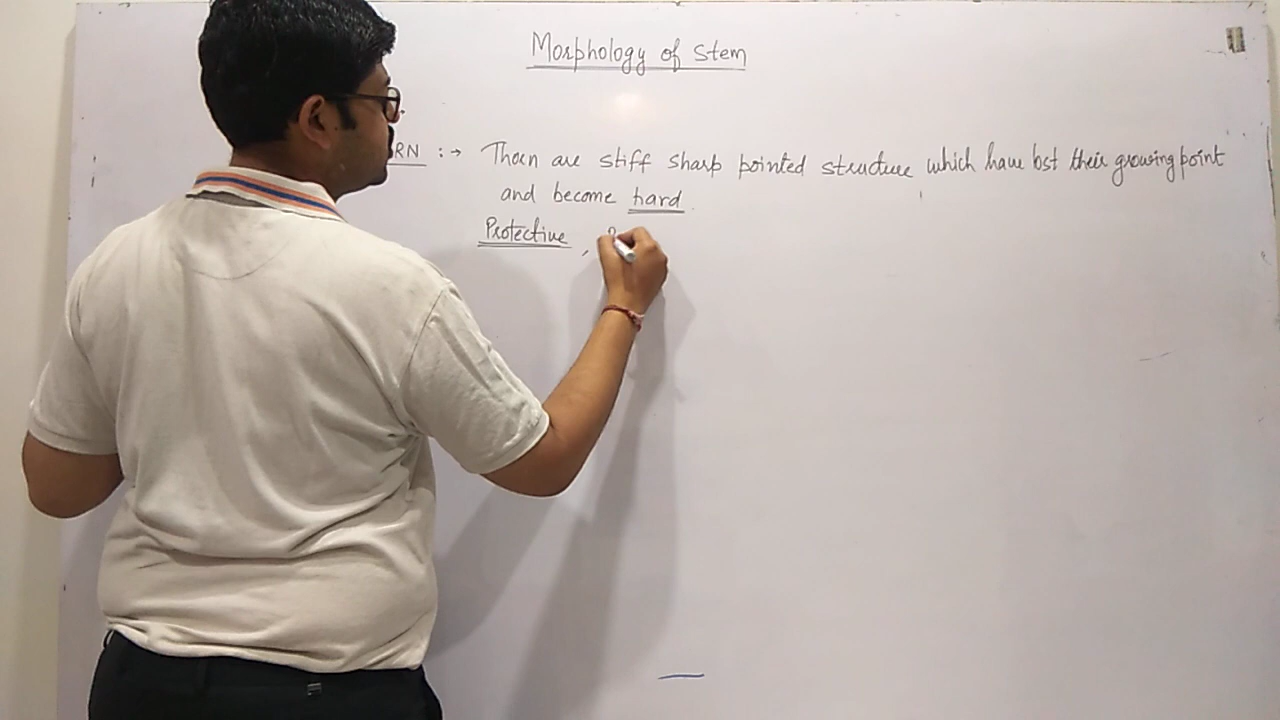 Morphology of Stem
RN :→ Thorn are stiff sharp pointed structure which have lost their growing point
and become hard
Protective ,